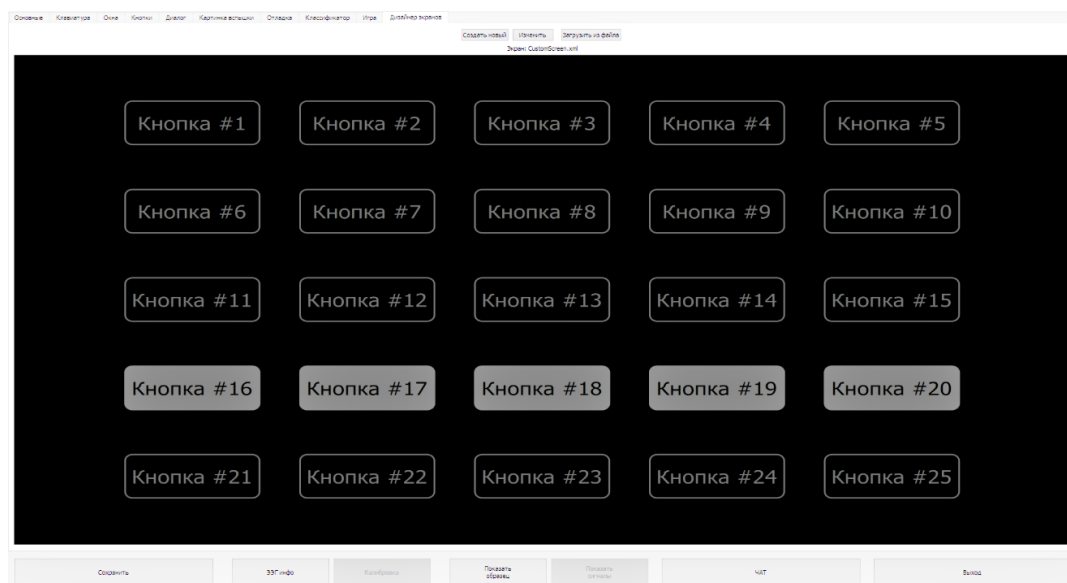 Основные Клавиатура Окна Кнопки Диалог Картинка вспышки Отладка Классификатор Игра Дизайнер экранов
Создать новый Изменить Загрузить из файла
Экран: CustomScreen.xml
Кнопка #1 Кнопка #2 Кнопка #3 Кнопка #4 Кнопка #5
Кнопка #6 Кнопка #7 Кнопка #8 Кнопка #9 Кнопка #10
Кнопка #11 Кнопка #12 Кнопка #13 Кнопка #14 Кнопка #15
Кнопка #16 Кнопка #17 Кнопка #18 Кнопка #19 Кнопка #20
Кнопка #21 Кнопка #22 Кнопка #23 Кнопка #24 Кнопка #25
Сохранить ЭЭГ инфо Калибровка Показать образец Показать ЧАТ Выход